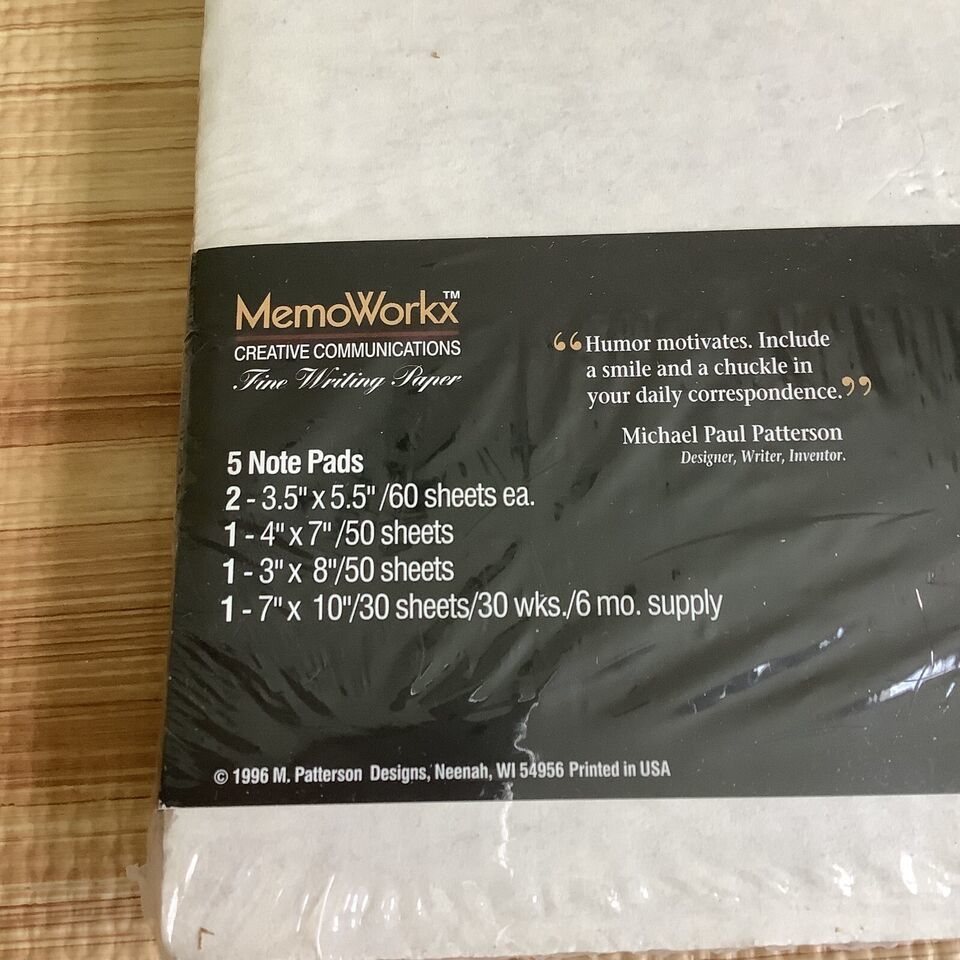 MemoWorkx™
CREATIVE COMMUNICATIONS
Fine Writing Paper
“Humor motivates. Include
a smile and a chuckle in
your daily correspondence.”
Michael Paul Patterson
Designer, Writer, Inventor.
5 Note Pads
2 - 3.5" x 5.5" /60 sheets ea.
1 - 4" x 7" /50 sheets
1 - 3" x 8"/50 sheets
1 - 7" x 10"/30 sheets/30 wks./6 mo. supply
© 1996 M. Patterson Designs, Neenah, WI 54956 Printed in USA